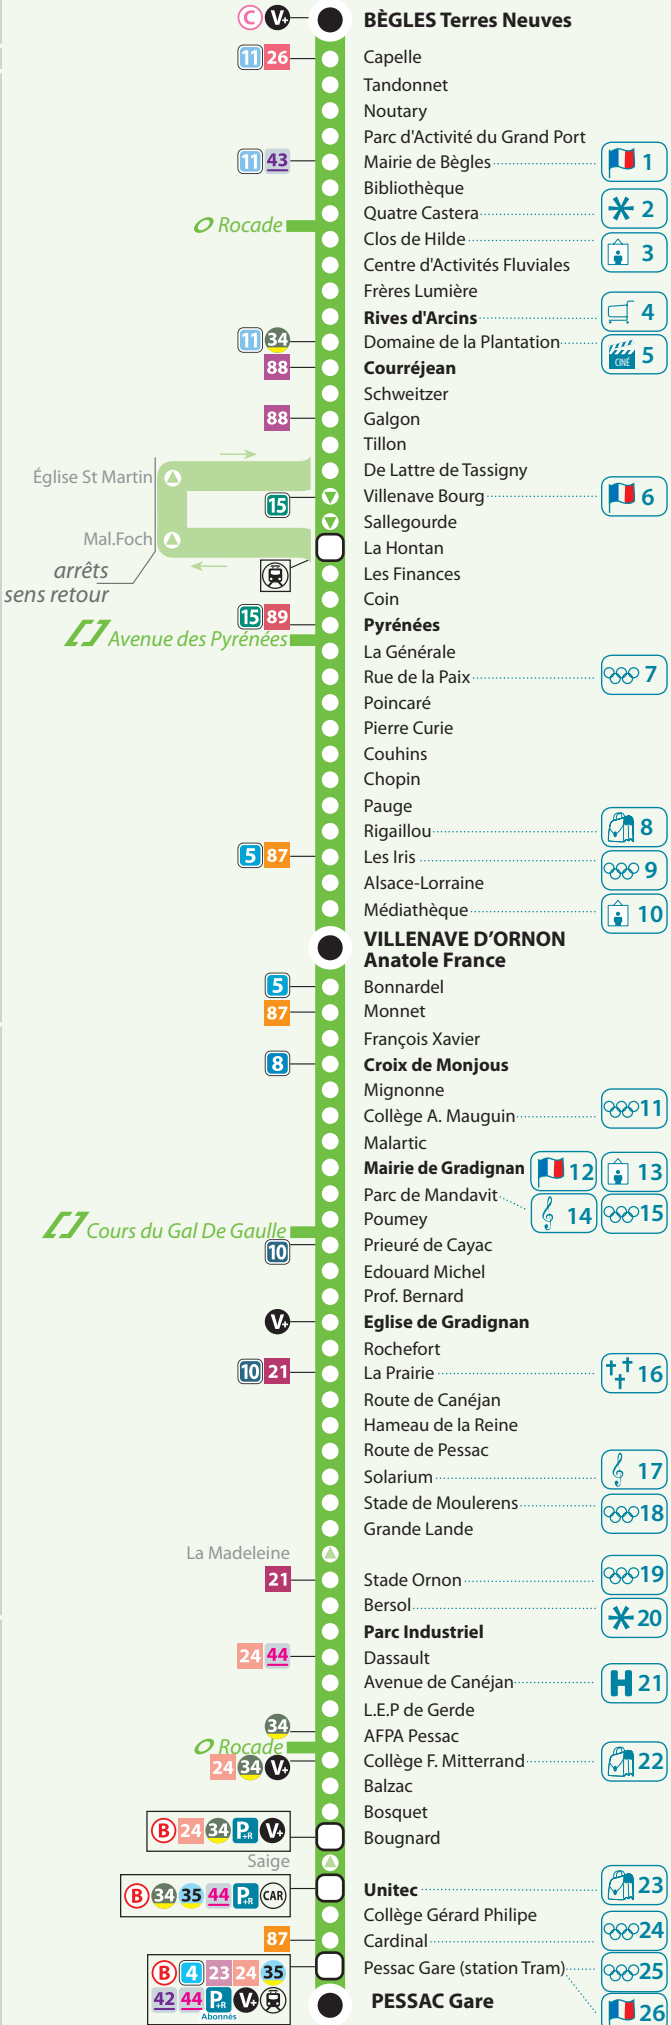 C V+ BÈGLES Terres Neuves
11 26 Capelle
Tandonnet
Noutary
Parc d'Activité du Grand Port
11 43 Mairie de Bègles 1
Bibliothèque
Quatre Castera 2
Rocade
Clos de Hilde 3
Centre d'Activités Fluviales
Frères Lumière
Rives d'Arcins 4
11 34 Domaine de la Plantation CINÉ 5
88 Courréjean
Schweitzer
88 Galgon
Tillon
De Lattre de Tassigny
Église St Martin
15 Villenave Bourg 6
Sallegourde
Mal.Foch
La Hontan
arrêts
sens retour
Les Finances
Coin
15 89 Pyrénées
Avenue des Pyrénées
La Générale
Rue de la Paix 7
Poincaré
Pierre Curie
Couhins
Chopin
Pauge
Rigaillou 8
5 87 Les Iris 9
Alsace-Lorraine
Médiathèque 10
VILLENAVE D'ORNON
Anatole France
5 Bonnardel
87 Monnet
François Xavier
8 Croix de Monjous
Mignonne
Collège A. Mauguin 11
Malartic
Mairie de Gradignan 12 13
Parc de Mandavit 14 15
Poumey
Cours du Gal De Gaulle
10 Prieuré de Cayac
Edouard Michel
Prof. Bernard
V+ Eglise de Gradignan
Rochefort
10 21 La Prairie 16
Route de Canéjan
Hameau de la Reine
Route de Pessac
Solarium 17
Stade de Moulerens 18
Grande Lande
La Madeleine
21 Stade Ornon 19
Bersol 20
Parc Industriel
24 44 Dassault
Avenue de Canéjan H 21
L.E.P de Gerde
34 AFPA Pessac
Rocade
24 34 V+ Collège F. Mitterrand 22
Balzac
Bosquet
B 24 34 P+R V+ Bougnard
Saige
B 34 35 44 P+R CAR Unitec 23
Collège Gérard Philipe
87 Cardinal 24
B 4 23 24 35 Pessac Gare (station Tram) 25
42 44 P+R V+ PESSAC Gare 26
Abonnés